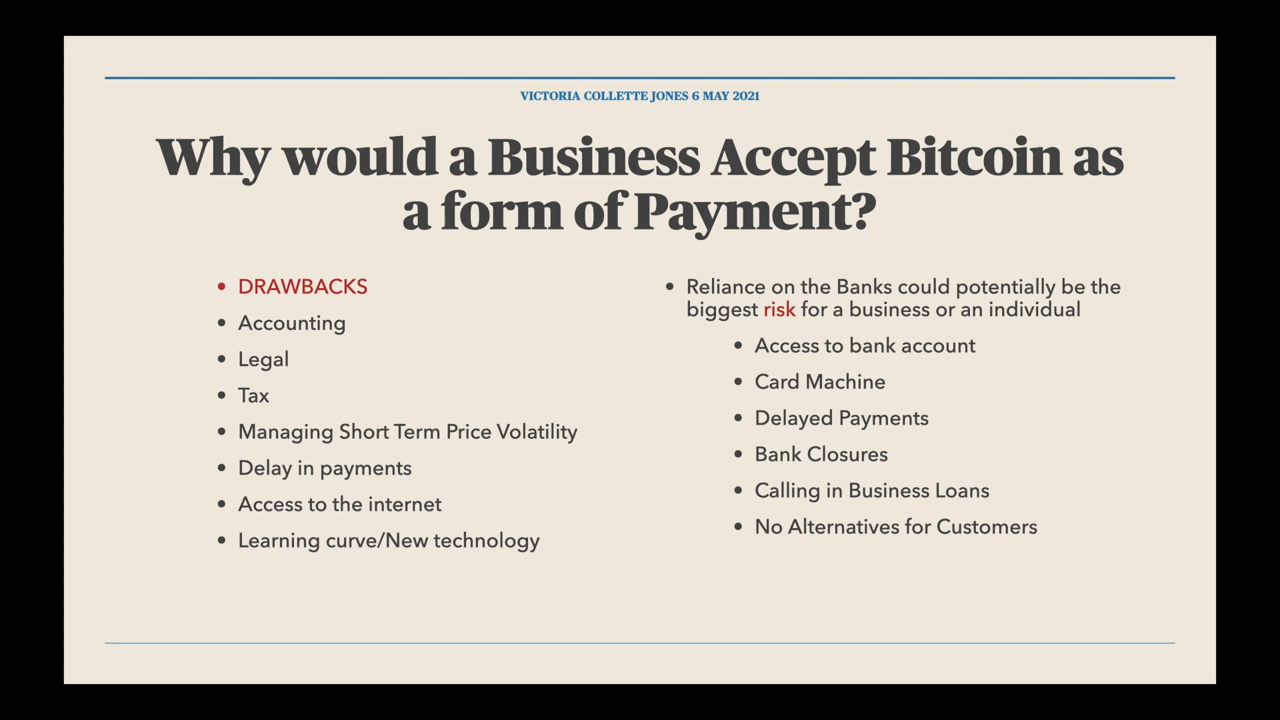 VICTORIA COLLETTE JONES 6 MAY 2021
Why would a Business Accept Bitcoin as
a form of Payment?
• DRAWBACKS
• Accounting
• Legal
• Tax
• Managing Short Term Price Volatility
• Delay in payments
• Access to the internet
• Learning curve/New technology
• Reliance on the Banks could potentially be the
biggest risk for a business or an individual
• Access to bank account
• Card Machine
• Delayed Payments
• Bank Closures
• Calling in Business Loans
• No Alternatives for Customers